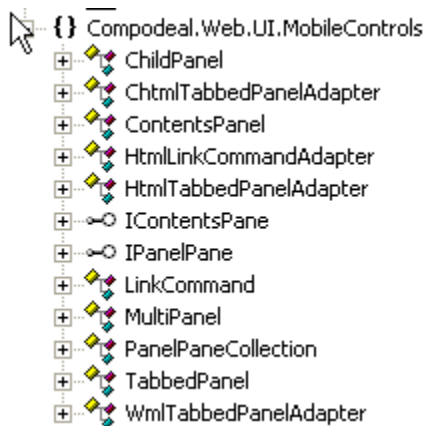 {} Compodeal.Web.UI.MobileControls
ChildPanel
ChtmlTabbedPanelAdapter
ContentsPanel
HtmlLinkCommandAdapter
HtmlTabbedPanelAdapter
IContentsPane
IPanelPane
LinkCommand
MultiPanel
PanelPaneCollection
TabbedPanel
WmlTabbedPanelAdapter